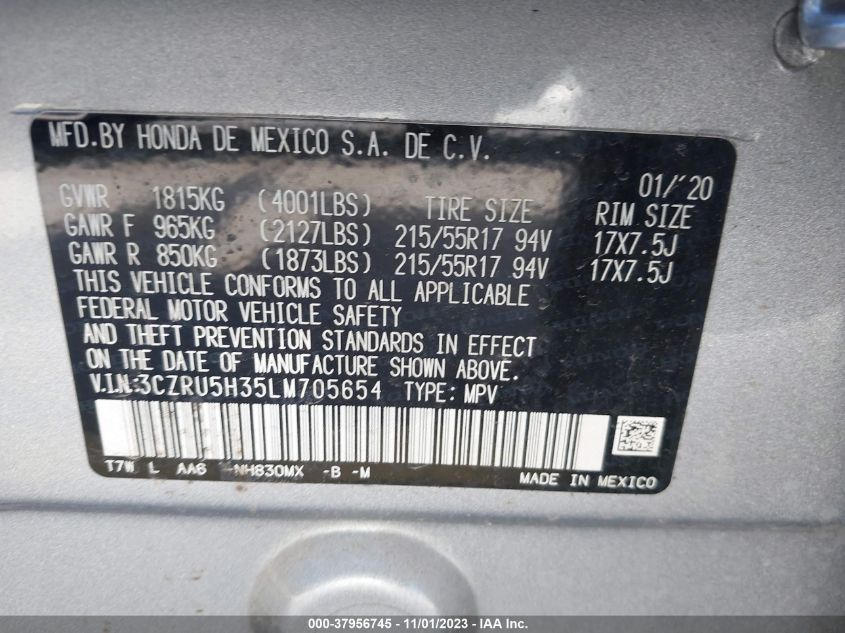 MFD.BY HONDA DE MEXICO S.A. DE C.V.
01/'20
GVWR 1815KG (4001LBS) TIRE SIZE RIM SIZE
GAWR F 965KG (2127LBS) 215/55R17 94V 17X7.5J
GAWR R 850KG (1873LBS) 215/55R17 94V 17X7.5J
THIS VEHICLE CONFORMS TO ALL APPLICABLE
FEDERAL MOTOR VEHICLE SAFETY
AND THEFT PREVENTION STANDARDS IN EFFECT
ON THE DATE OF MANUFACTURE SHOWN ABOVE.
V.I.N:3CZRU5H35LM705654 TYPE: MPV
T7W L AA6 NH830MX -B -M
MADE IN MEXICO
000-37956745 - 11/01/2023 - IAA Inc.